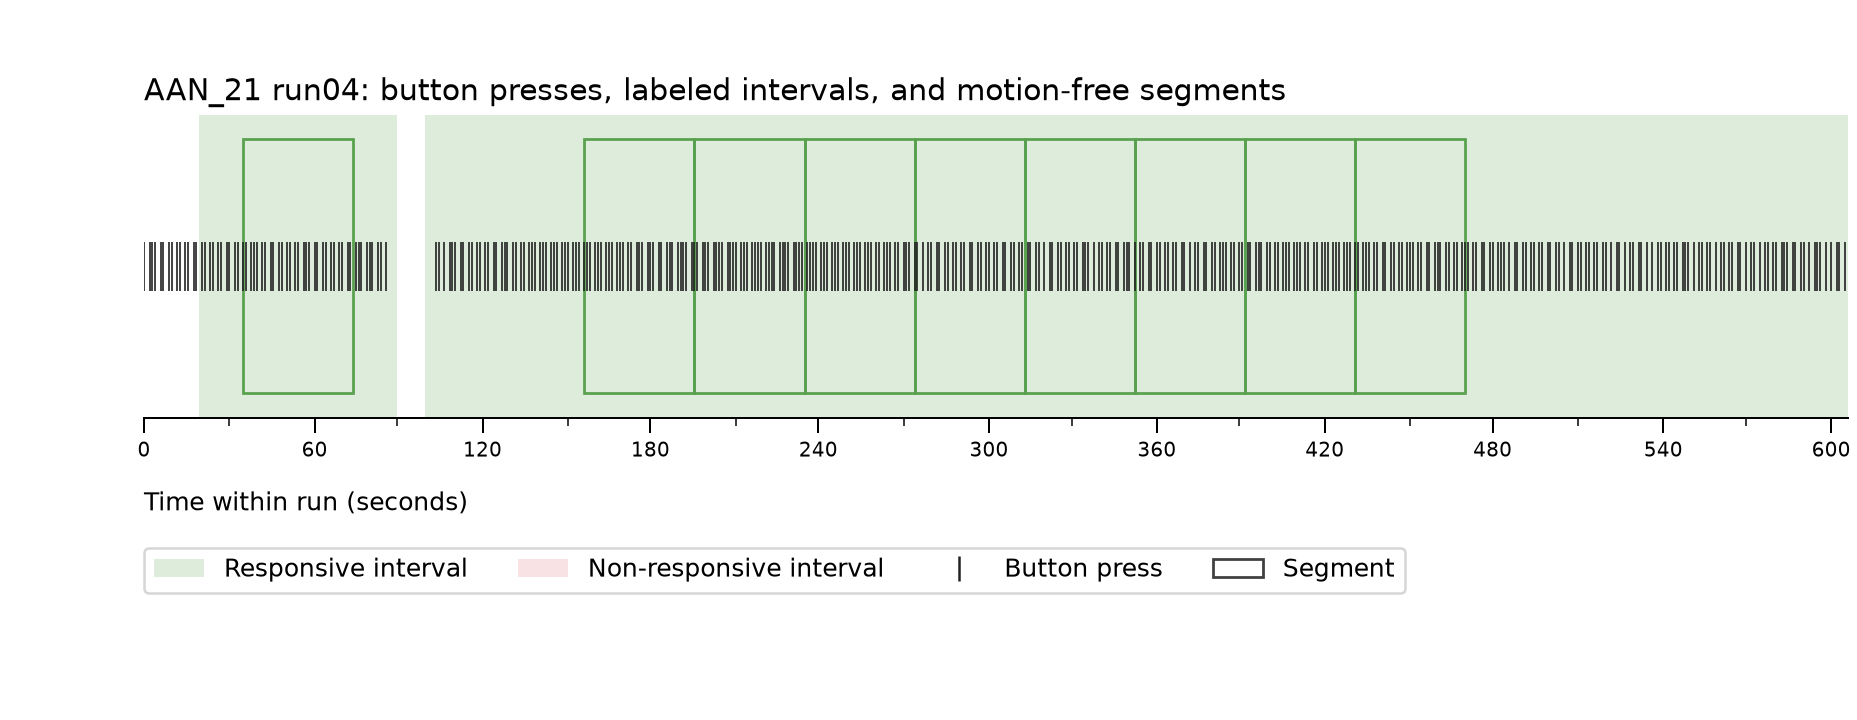 AAN_21 run04: button presses, labeled intervals, and motion-free segments
0 60 120 180 240 300 360 420 480 540 600
Time within run (seconds)
Responsive interval Non-responsive interval Button press Segment